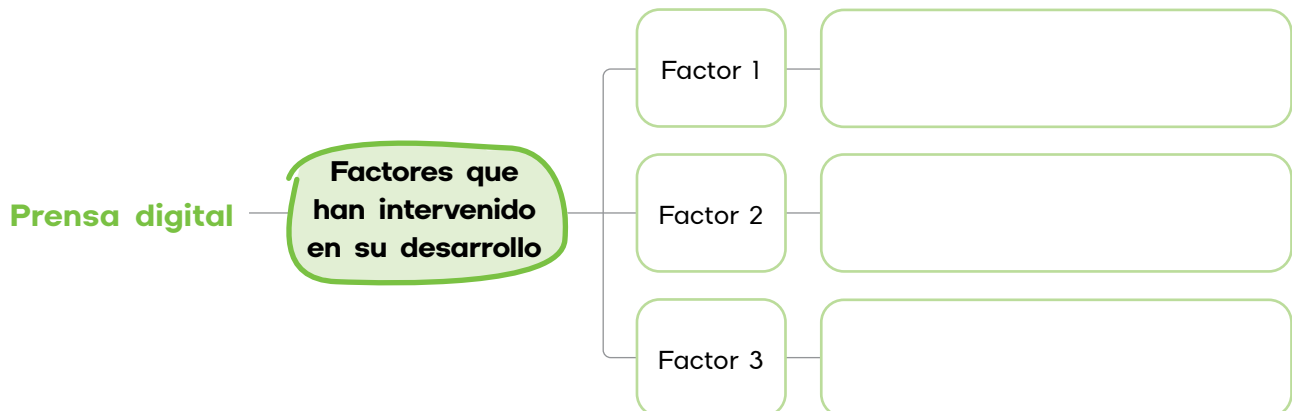 Prensa digital
Factores que
han intervenido
en su desarrollo
Factor 1
Factor 2
Factor 3